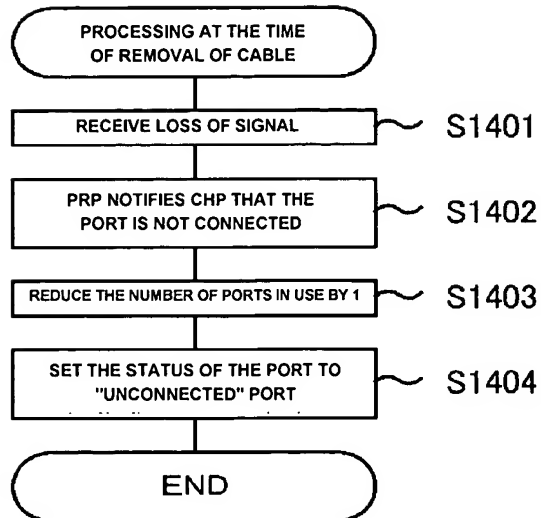 PROCESSING AT THE TIME
OF REMOVAL OF CABLE
RECEIVE LOSS OF SIGNAL
S1401
PRP NOTIFIES CHP THAT THE
PORT IS NOT CONNECTED
S1402
REDUCE THE NUMBER OF PORTS IN USE BY 1
S1403
SET THE STATUS OF THE PORT TO
"UNCONNECTED" PORT
S1404
END